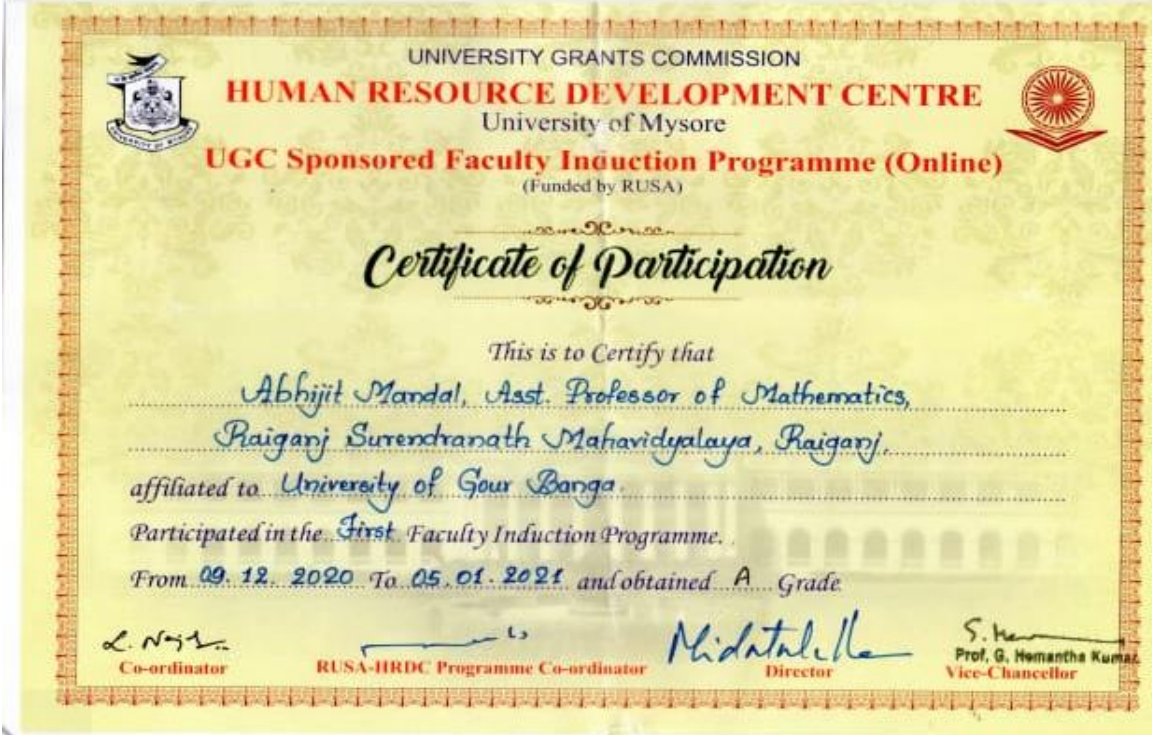 UNIVERSITY GRANTS COMMISSION
HUMAN RESOURCE DEVELOPMENT CENTRE
University of Mysore
UGC Sponsored Faculty Induction Programme (Online)
(Funded by RUSA)
Certificate of Participation
This is to Certify that
Abhijit Mandal, Asst. Professor of Mathematics,
Raiganj Surendranath Mahavidyalaya, Raiganj,
affiliated to University of Gour Banga.
Participated in the First Faculty Induction Programme.
From 09.12.2020 To 05.01.2021 and obtained A Grade
Co-ordinator
RUSA-HRDC Programme Co-ordinator
Director
Prof. G. Hemantha Kumar
Vice-Chancellor
UNIVERSITY OF MYSORE